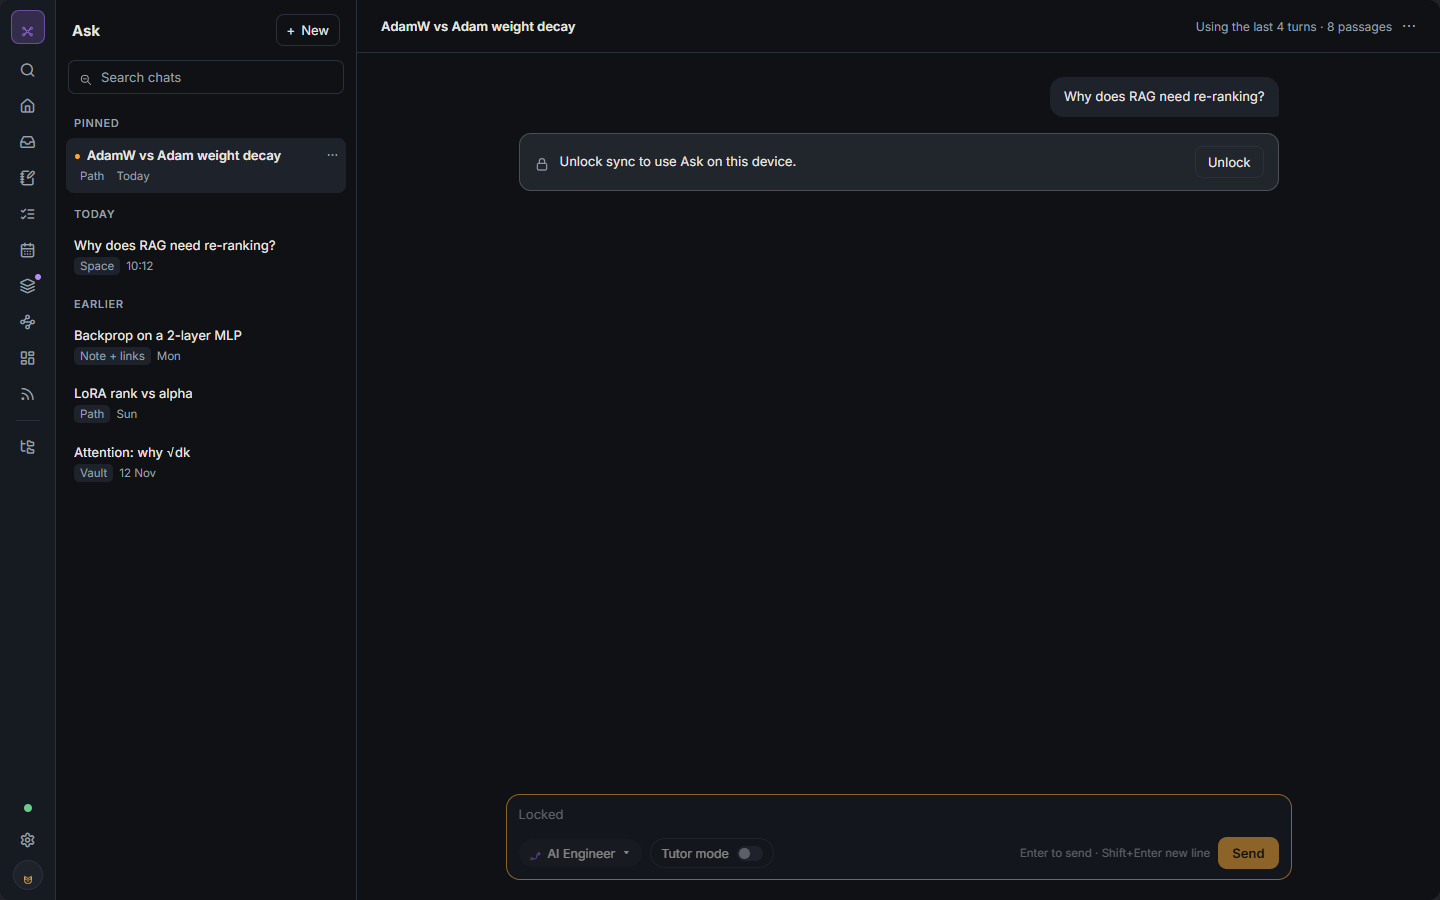 Ask
+ New
Search chats
PINNED
AdamW vs Adam weight decay
Path Today
TODAY
Why does RAG need re-ranking?
Space 10:12
EARLIER
Backprop on a 2-layer MLP
Note + links Mon
LoRA rank vs alpha
Path Sun
Attention: why √dk
Vault 12 Nov
AdamW vs Adam weight decay
Using the last 4 turns · 8 passages
Why does RAG need re-ranking?
Unlock sync to use Ask on this device.
Unlock
Locked
AI Engineer
Tutor mode
Enter to send · Shift+Enter new line
Send